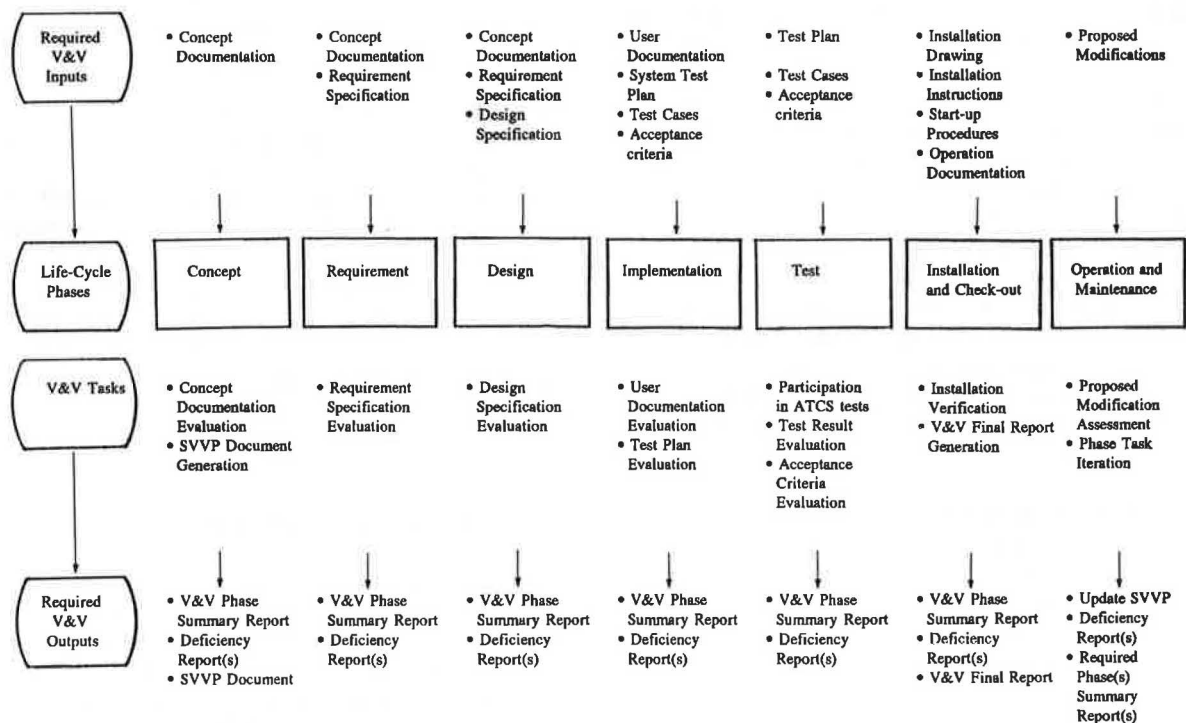 Required
V&V
Inputs
• Concept
Documentation
• Concept
Documentation
• Requirement
Specification
• Concept
Documentation
• Requirement
Specification
• Design
Specification
• User
Documentation
• System Test
Plan
• Test Cases
• Acceptance
criteria
• Test Plan
• Test Cases
• Acceptance
criteria
• Installation
Drawing
• Installation
Instructions
• Start-up
Procedures
• Operation
Documentation
• Proposed
Modifications
Life-Cycle
Phases
Concept
Requirement
Design
Implementation
Test
Installation
and Check-out
Operation and
Maintenance
V&V Tasks
• Concept
Documentation
Evaluation
• SVVP Document
Generation
• Requirement
Specification
Evaluation
• Design
Specification
Evaluation
• User
Documentation
Evaluation
• Test Plan
Evaluation
• Participation
in ATCS tests
• Test Result
Evaluation
• Acceptance
Criteria
Evaluation
• Installation
Verification
• V&V Final Report
Generation
• Proposed
Modification
Assessment
• Phase Task
Iteration
Required
V&V
Outputs
• V&V Phase
Summary Report
• Deficiency
Report(s)
• SVVP Document
• V&V Phase
Summary Report
• Deficiency
Report(s)
• V&V Phase
Summary Report
• Deficiency
Report(s)
• V&V Phase
Summary Report
• Deficiency
Report(s)
• V&V Phase
Summary Report
• Deficiency
Report(s)
• V&V Phase
Summary Report
• Deficiency
Report(s)
• V&V Final Report
• Update SVVP
• Deficiency
Report(s)
• Required
Phase(s)
Summary
Report(s)